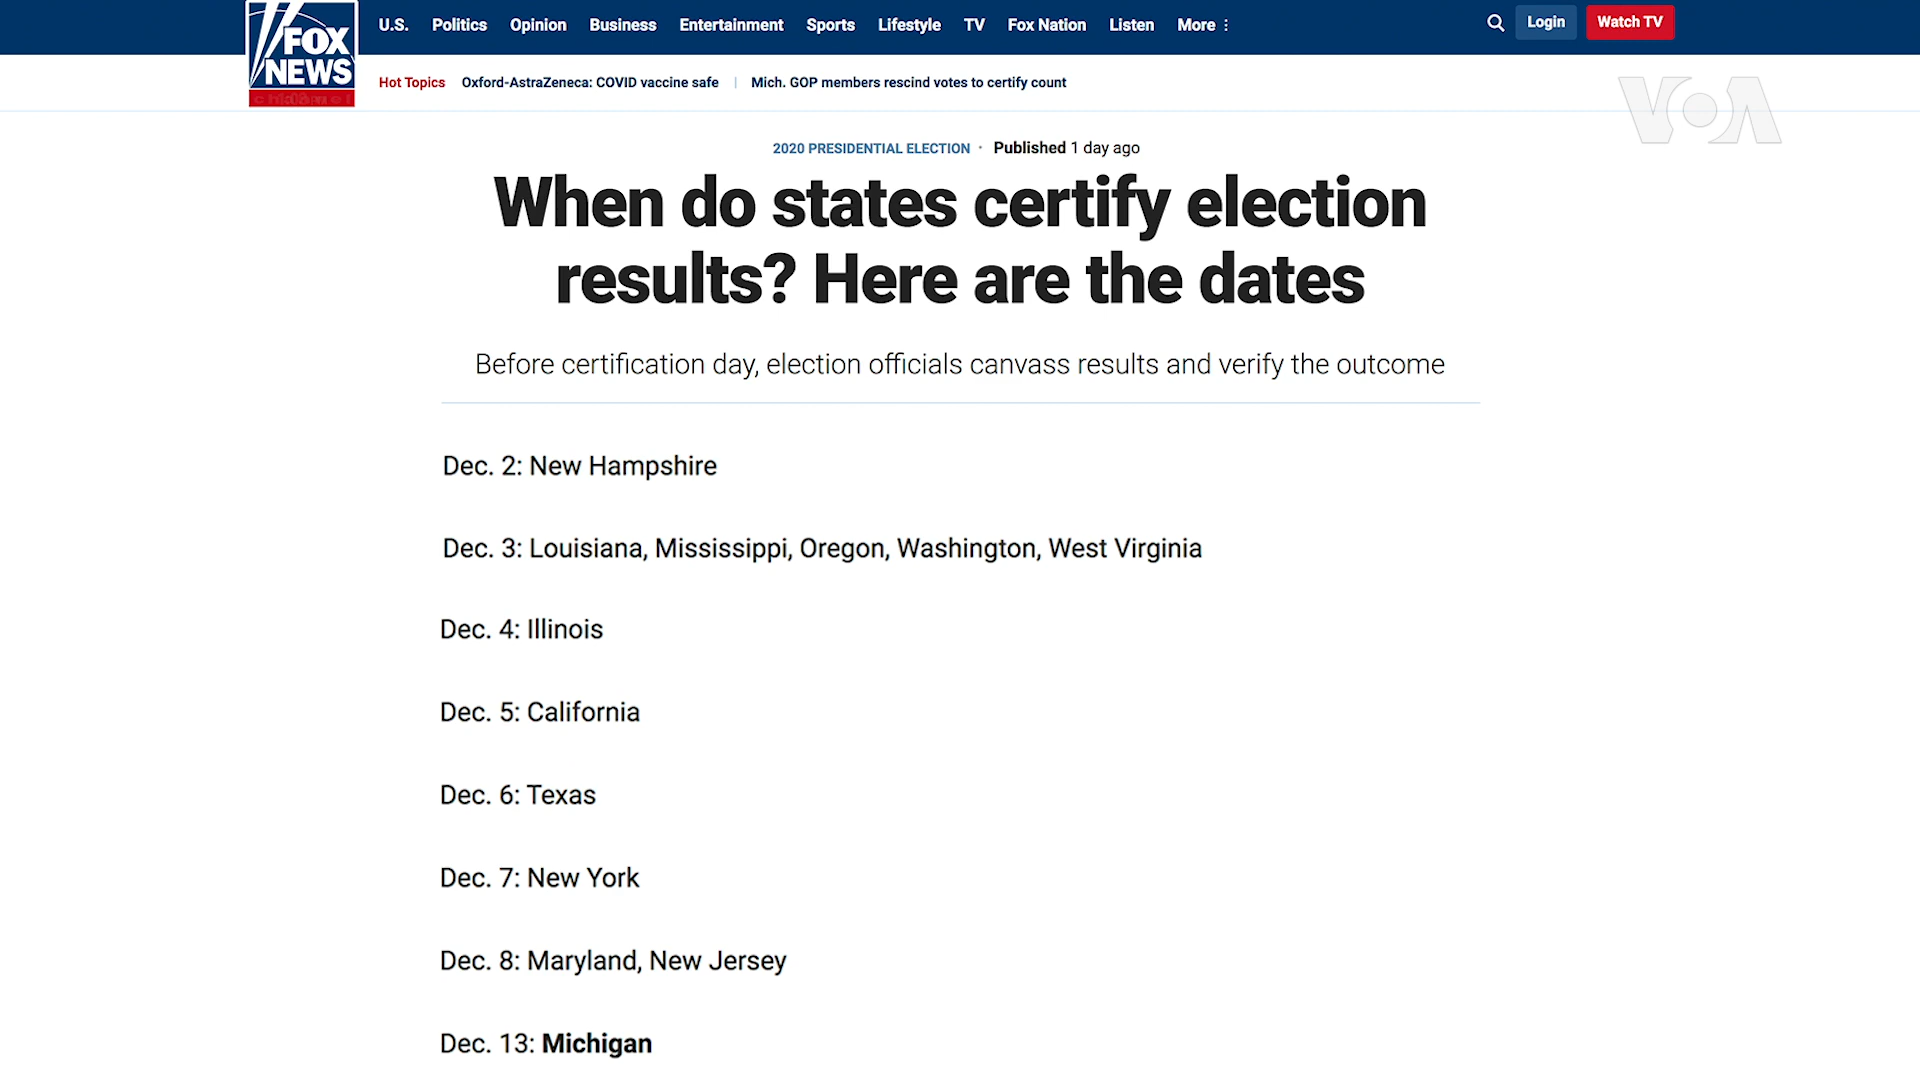 FOX
NEWS
U.S. Politics Opinion Business Entertainment Sports Lifestyle TV Fox Nation Listen More
Login
Watch TV
Hot Topics Oxford-AstraZeneca: COVID vaccine safe | Mich. GOP members rescind votes to certify count
VOA
2020 PRESIDENTIAL ELECTION · Published 1 day ago
When do states certify election
results? Here are the dates
Before certification day, election officials canvass results and verify the outcome
Dec. 2: New Hampshire
Dec. 3: Louisiana, Mississippi, Oregon, Washington, West Virginia
Dec. 4: Illinois
Dec. 5: California
Dec. 6: Texas
Dec. 7: New York
Dec. 8: Maryland, New Jersey
Dec. 13: Michigan